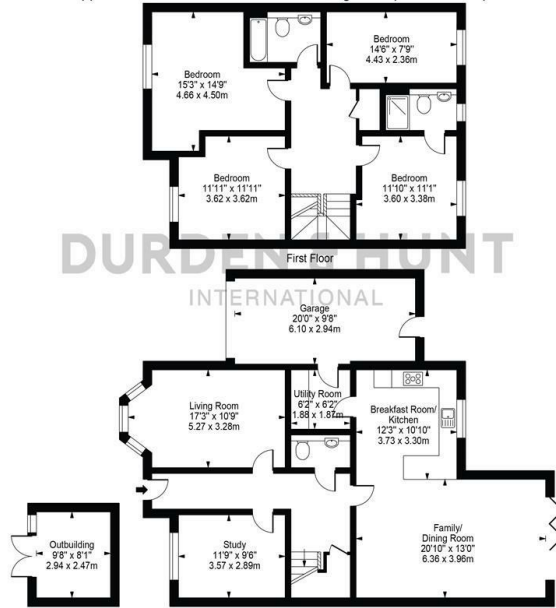 Bedroom
14'6" x 7'9"
4.43 x 2.36m
Bedroom
15'3" x 14'9"
4.66 x 4.50m
Bedroom
11'11" x 11'11"
3.62 x 3.62m
Bedroom
11'10" x 11'1"
3.60 x 3.38m
DURDEN & HUNT
INTERNATIONAL
First Floor
Garage
20'0" x 9'8"
6.10 x 2.94m
Living Room
17'3" x 10'9"
5.27 x 3.28m
Utility Room
6'2" x 6'2"
1.88 x 1.87m
Breakfast Room/
Kitchen
12'3" x 10'10"
3.73 x 3.30m
Outbuilding
9'8" x 8'1"
2.94 x 2.47m
Study
11'9" x 9'6"
3.57 x 2.89m
Family/
Dining Room
20'10" x 13'0"
6.36 x 3.96m